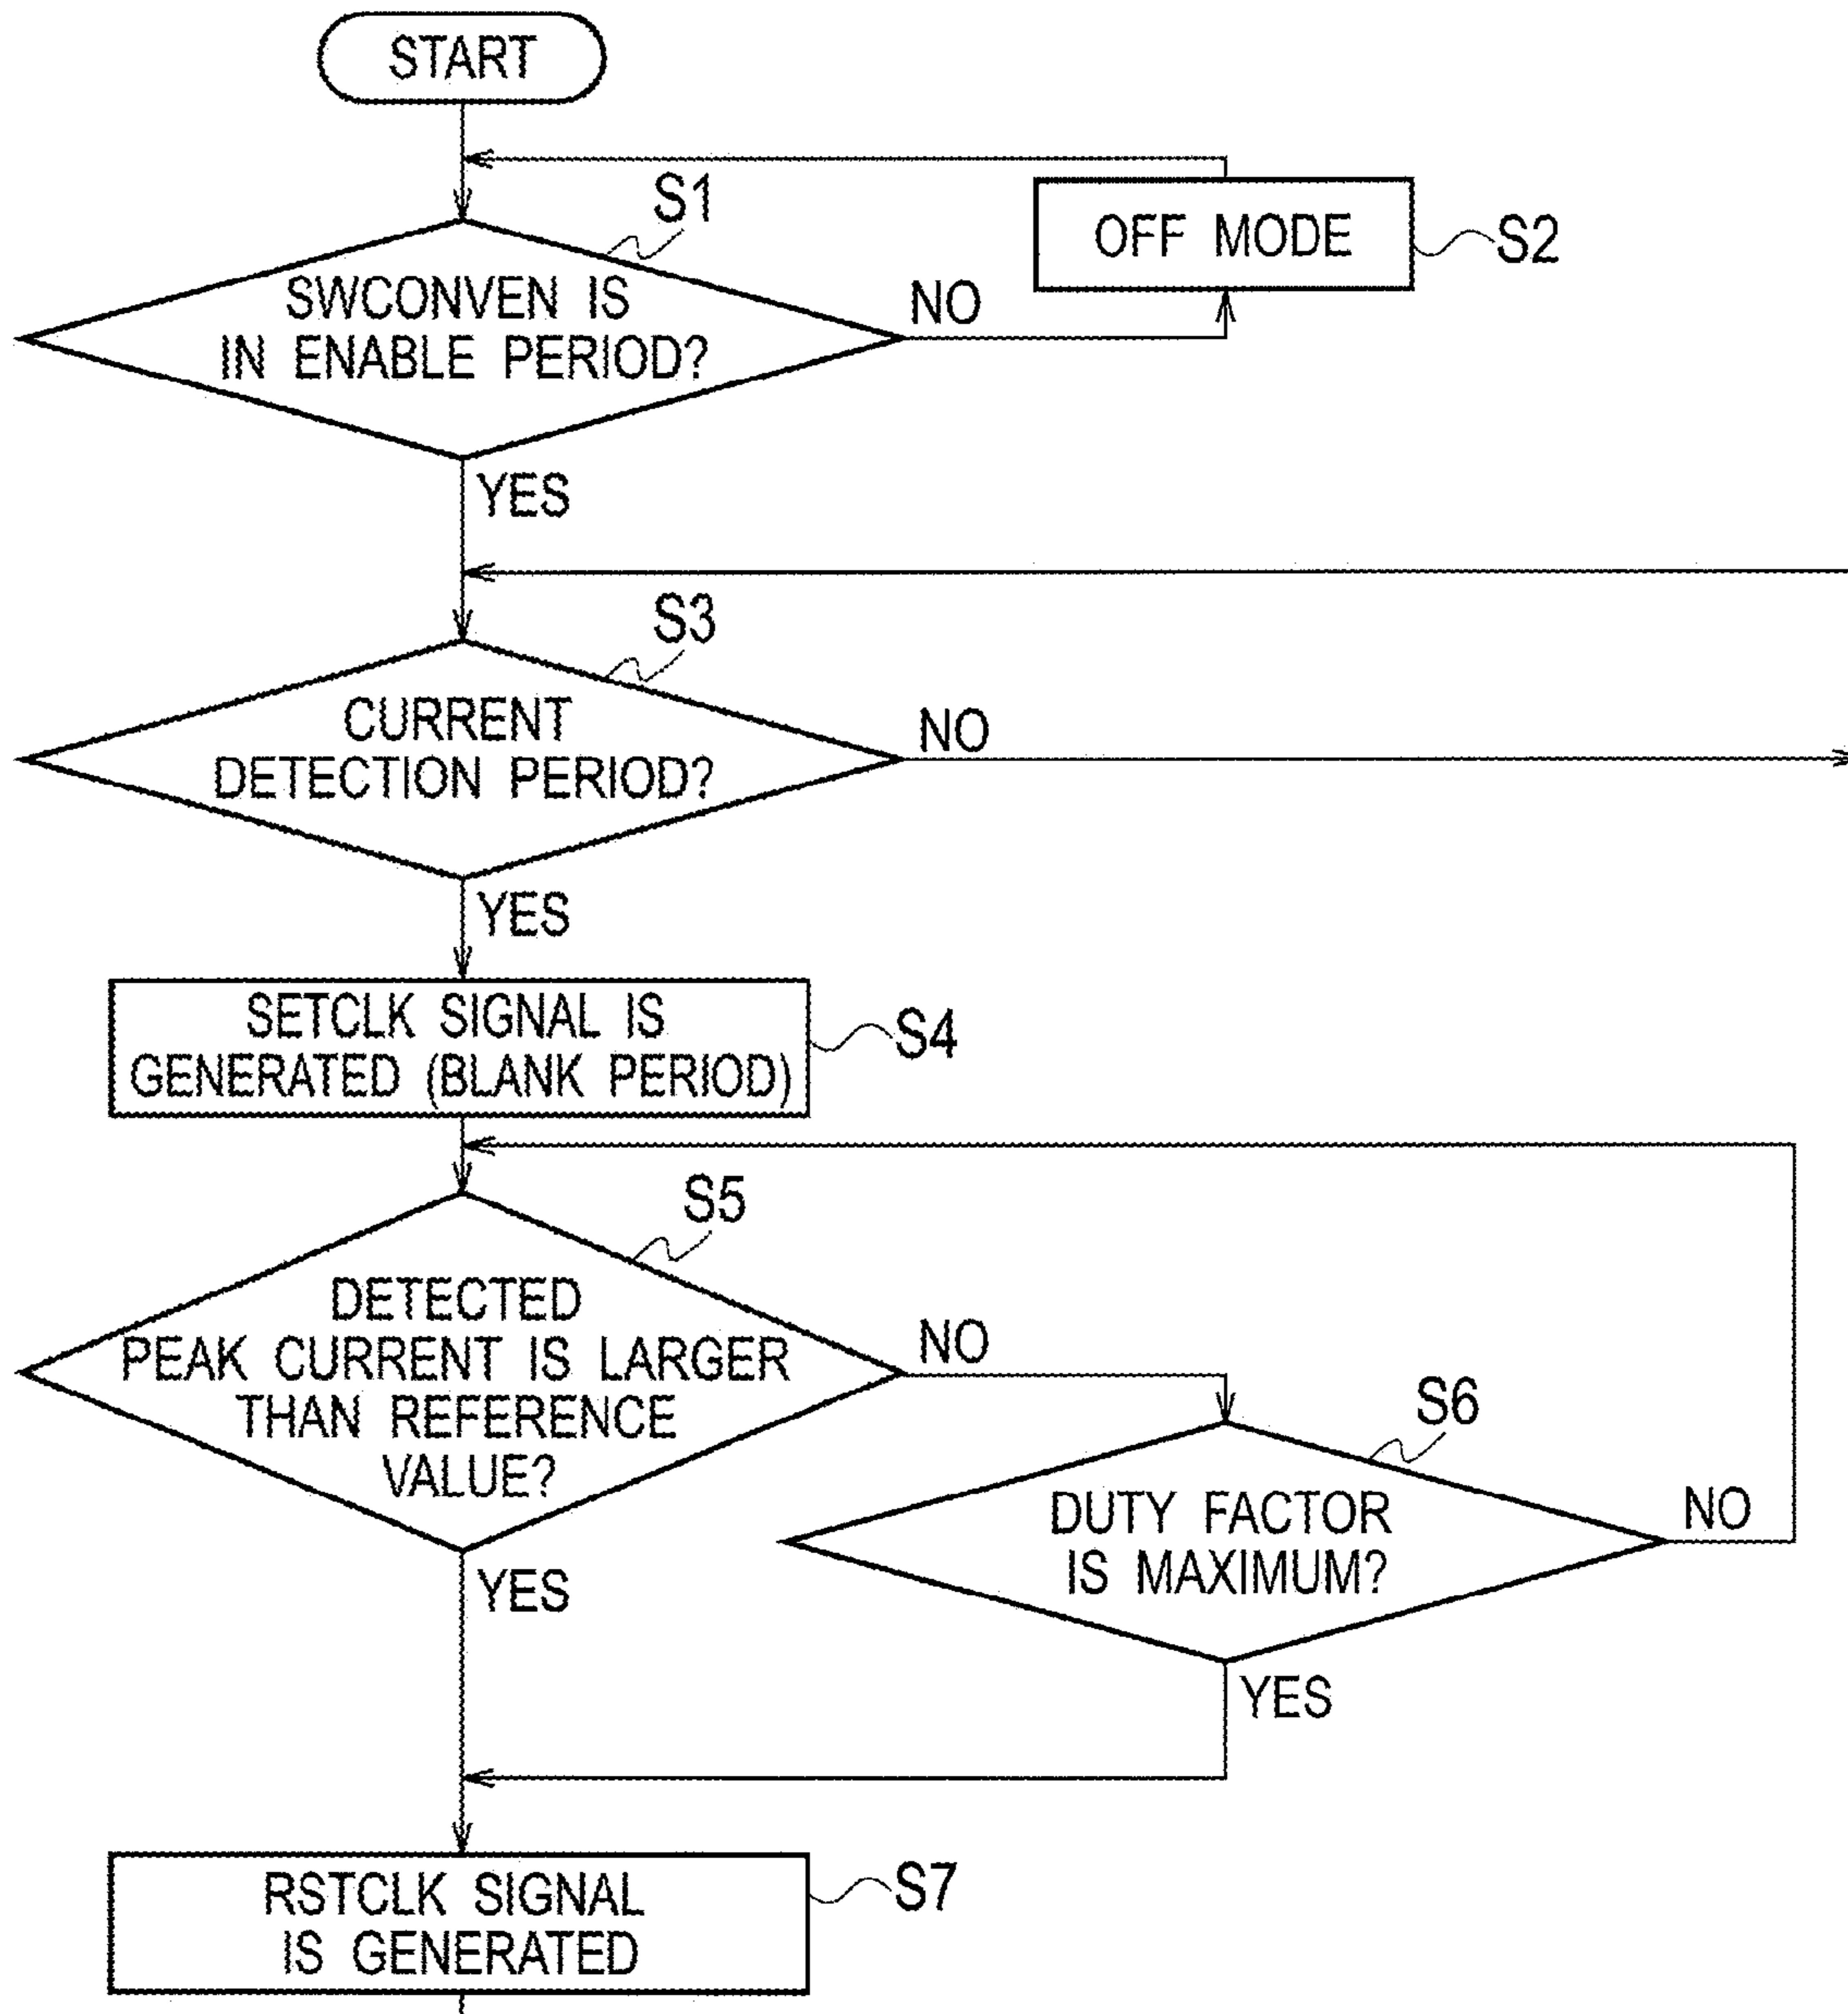 START
S1
OFF MODE
S2
SWCONVEN IS
IN ENABLE PERIOD?
NO
YES
S3
CURRENT
DETECTION PERIOD?
NO
YES
SETCLK SIGNAL IS
GENERATED (BLANK PERIOD)
S4
S5
DETECTED
PEAK CURRENT IS LARGER
THAN REFERENCE
VALUE?
NO
YES
S6
DUTY FACTOR
IS MAXIMUM?
NO
YES
RSTCLK SIGNAL
IS GENERATED
S7